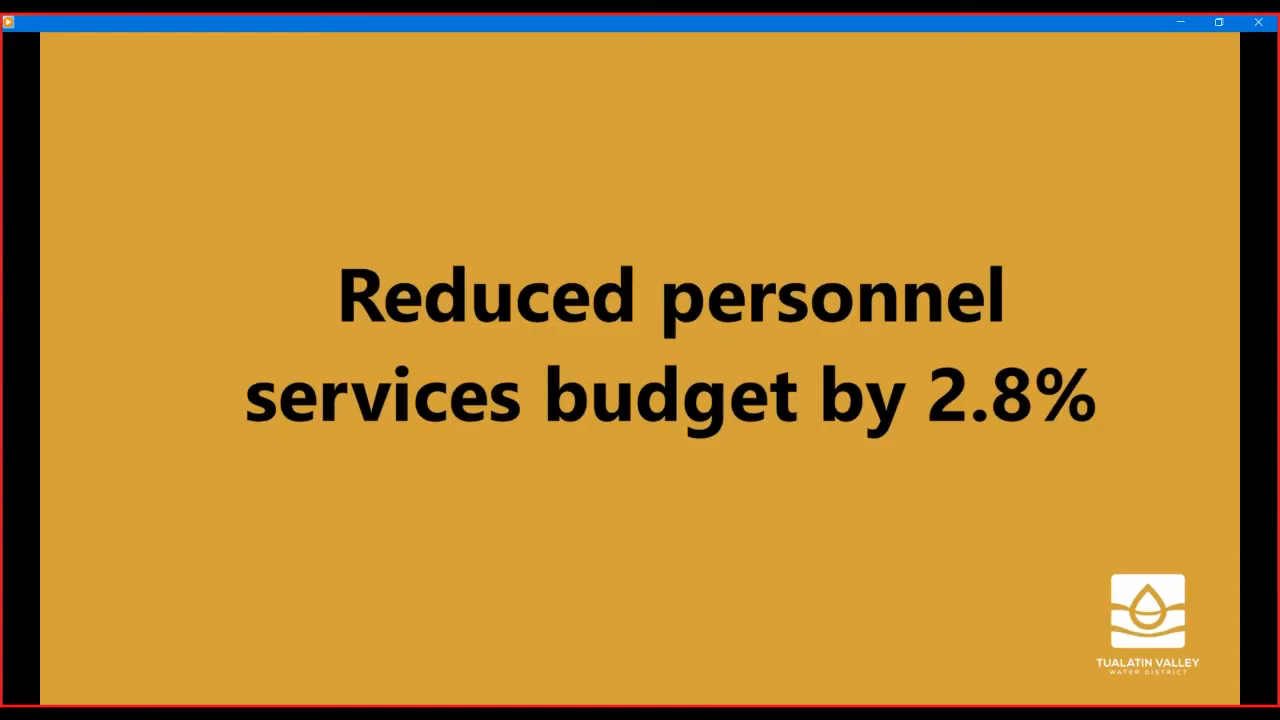 Reduced personnel
services budget by 2.8%
TUALATIN VALLEY
WATER DISTRICT